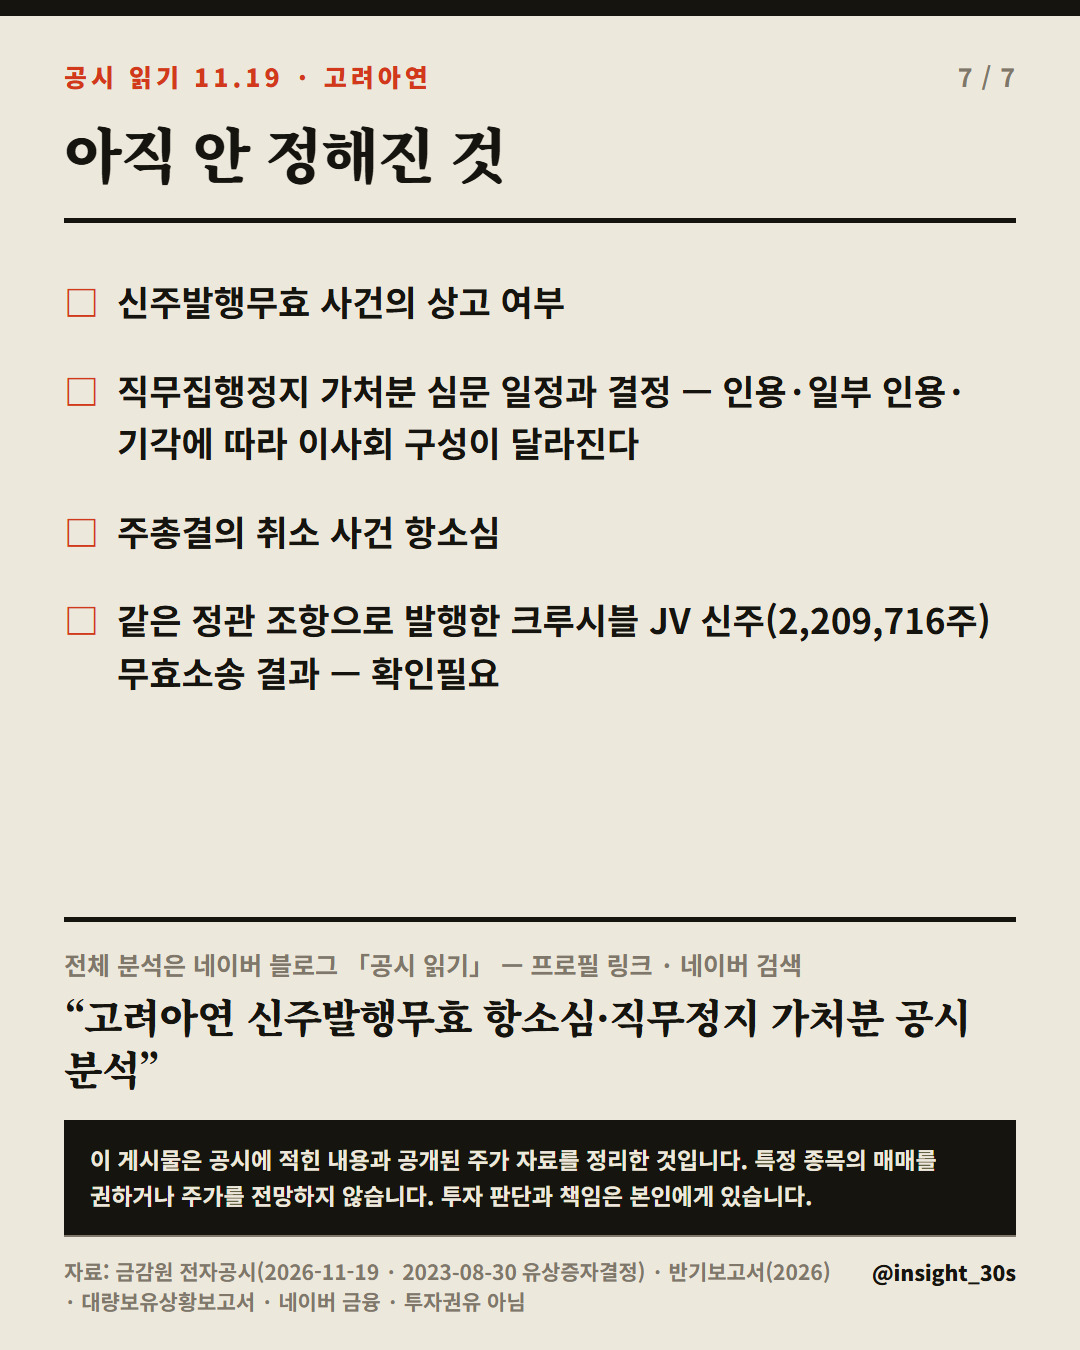 공시 읽기 11.19 · 고려아연
7 / 7
아직 안 정해진 것
□ 신주발행무효 사건의 상고 여부
□ 직무집행정지 가처분 심문 일정과 결정 — 인용·일부 인용·
기각에 따라 이사회 구성이 달라진다
□ 주총결의 취소 사건 항소심
□ 같은 정관 조항으로 발행한 크루시블 JV 신주(2,209,716주)
무효소송 결과 — 확인필요
전체 분석은 네이버 블로그 「공시 읽기」 — 프로필 링크 · 네이버 검색
“고려아연 신주발행무효 항소심·직무정지 가처분 공시
분석”
이 게시물은 공시에 적힌 내용과 공개된 주가 자료를 정리한 것입니다. 특정 종목의 매매를
권하거나 주가를 전망하지 않습니다. 투자 판단과 책임은 본인에게 있습니다.
자료: 금감원 전자공시(2026-11-19 · 2023-08-30 유상증자결정) · 반기보고서(2026)
· 대량보유상황보고서 · 네이버 금융 · 투자권유 아님
@insight_30s